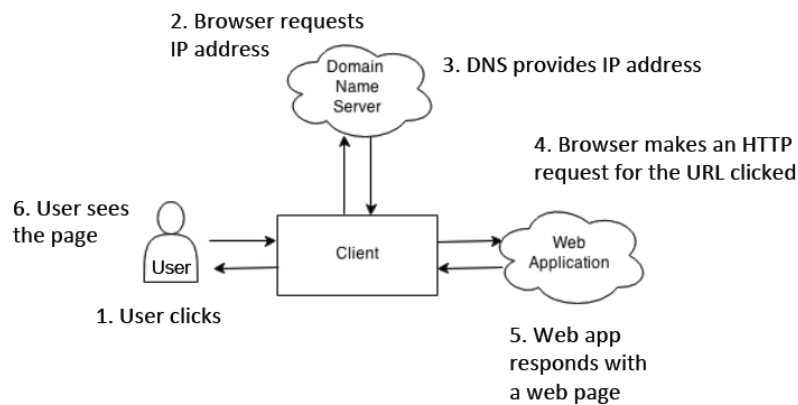 2. Browser requests
IP address
Domain
Name
Server
3. DNS provides IP address
4. Browser makes an HTTP
request for the URL clicked
6. User sees
the page
User
Client
Web
Application
1. User clicks
5. Web app
responds with
a web page